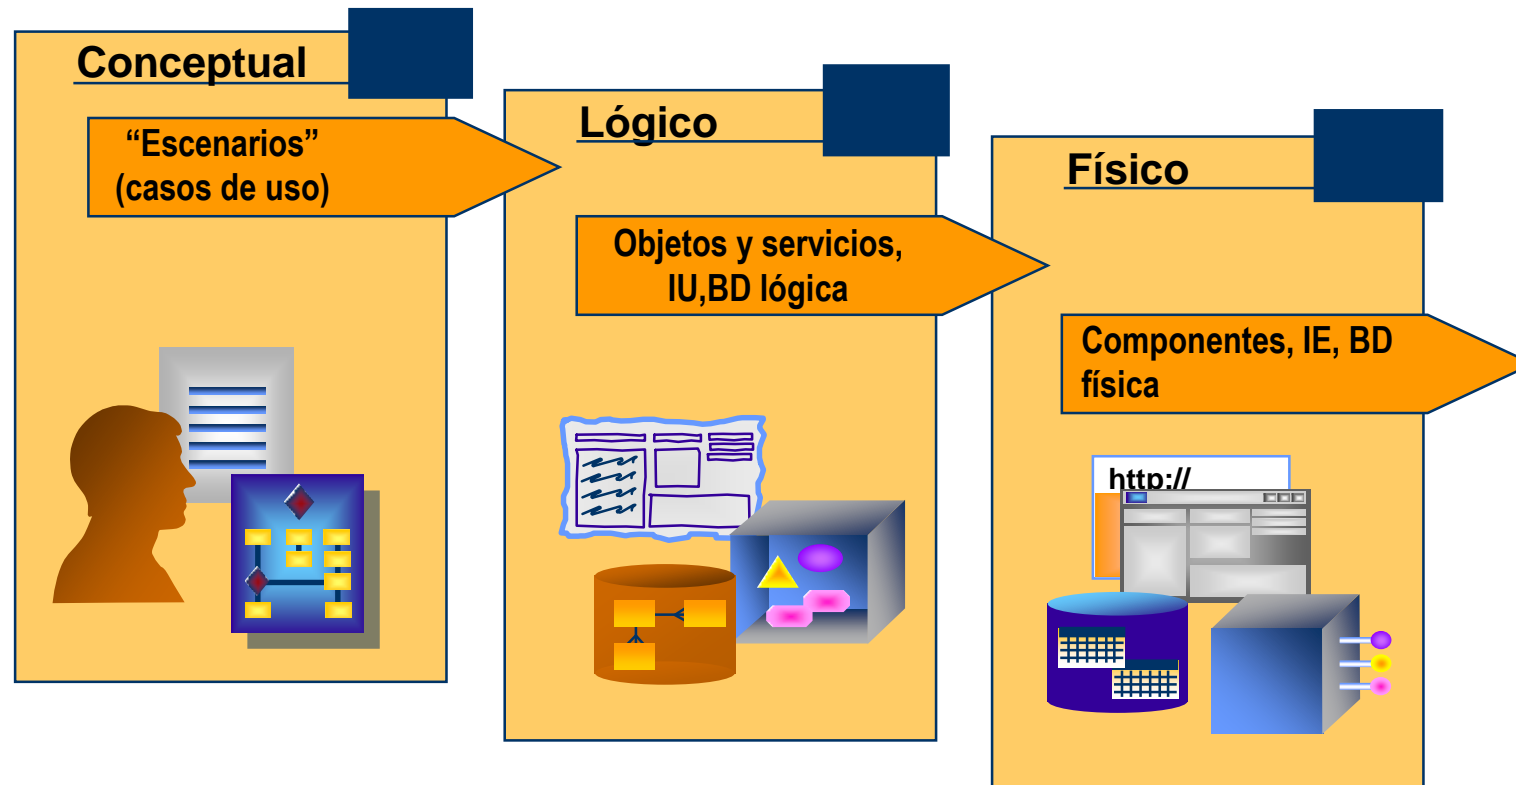 Conceptual
“Escenarios”
(casos de uso)
Lógico
Objetos y servicios,
IU,BD lógica
Físico
Componentes, IE, BD
física
http://